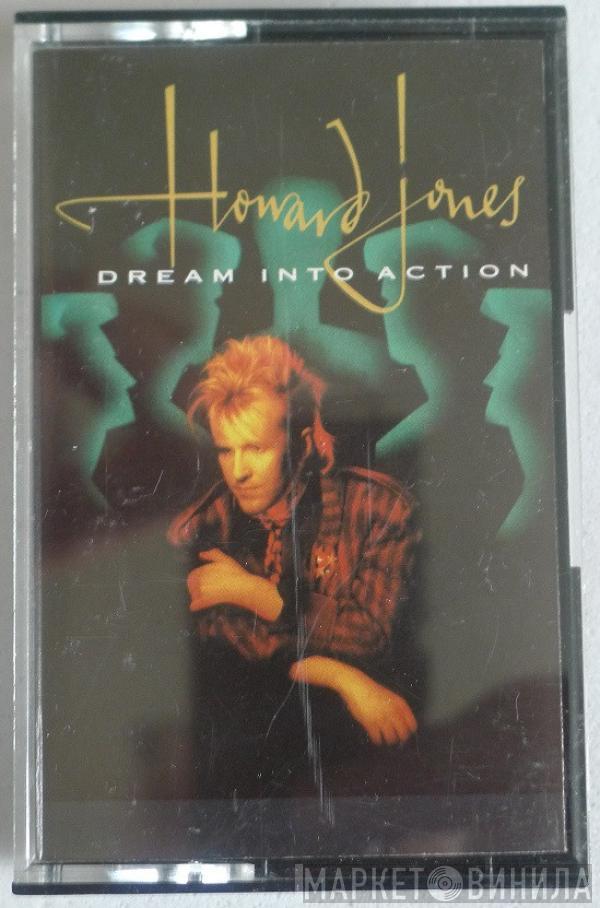 Howard Jones
DREAM INTO ACTION
МАРКЕТ ВИНИЛА